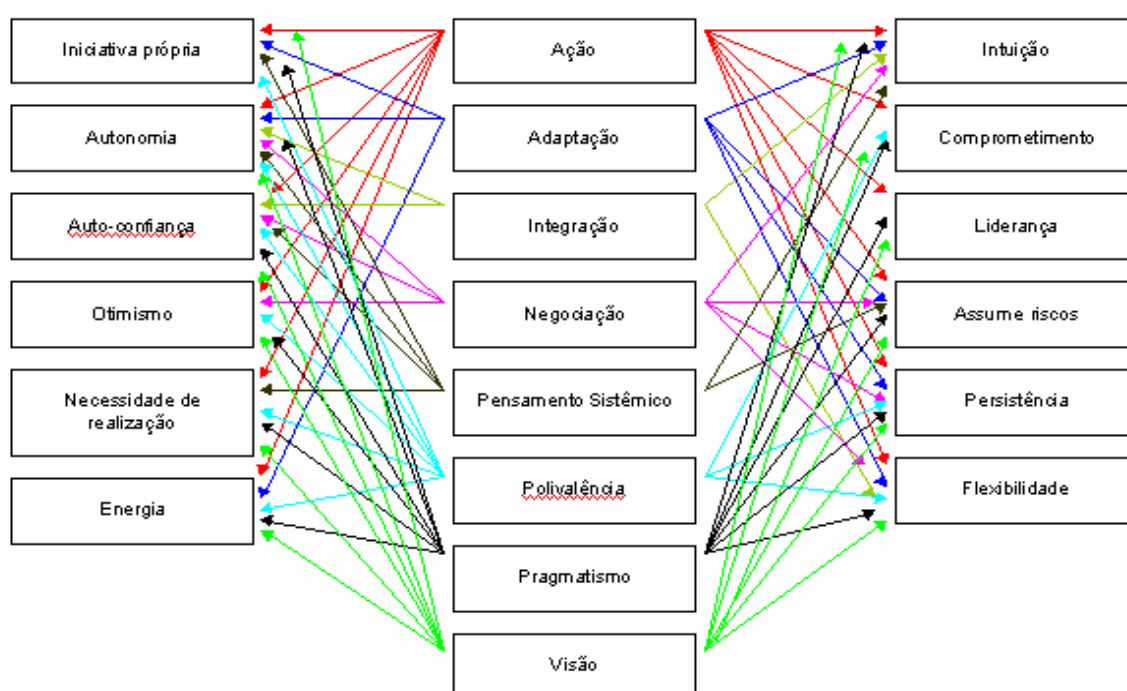 Iniciativa própria
Ação
Intuição
Autonomia
Adaptação
Comprometimento
Auto-confiança
Integração
Liderança
Otimismo
Negociação
Assume riscos
Necessidade de
realização
Pensamento Sistêmico
Persistência
Energia
Polivalência
Flexibilidade
Pragmatismo
Visão